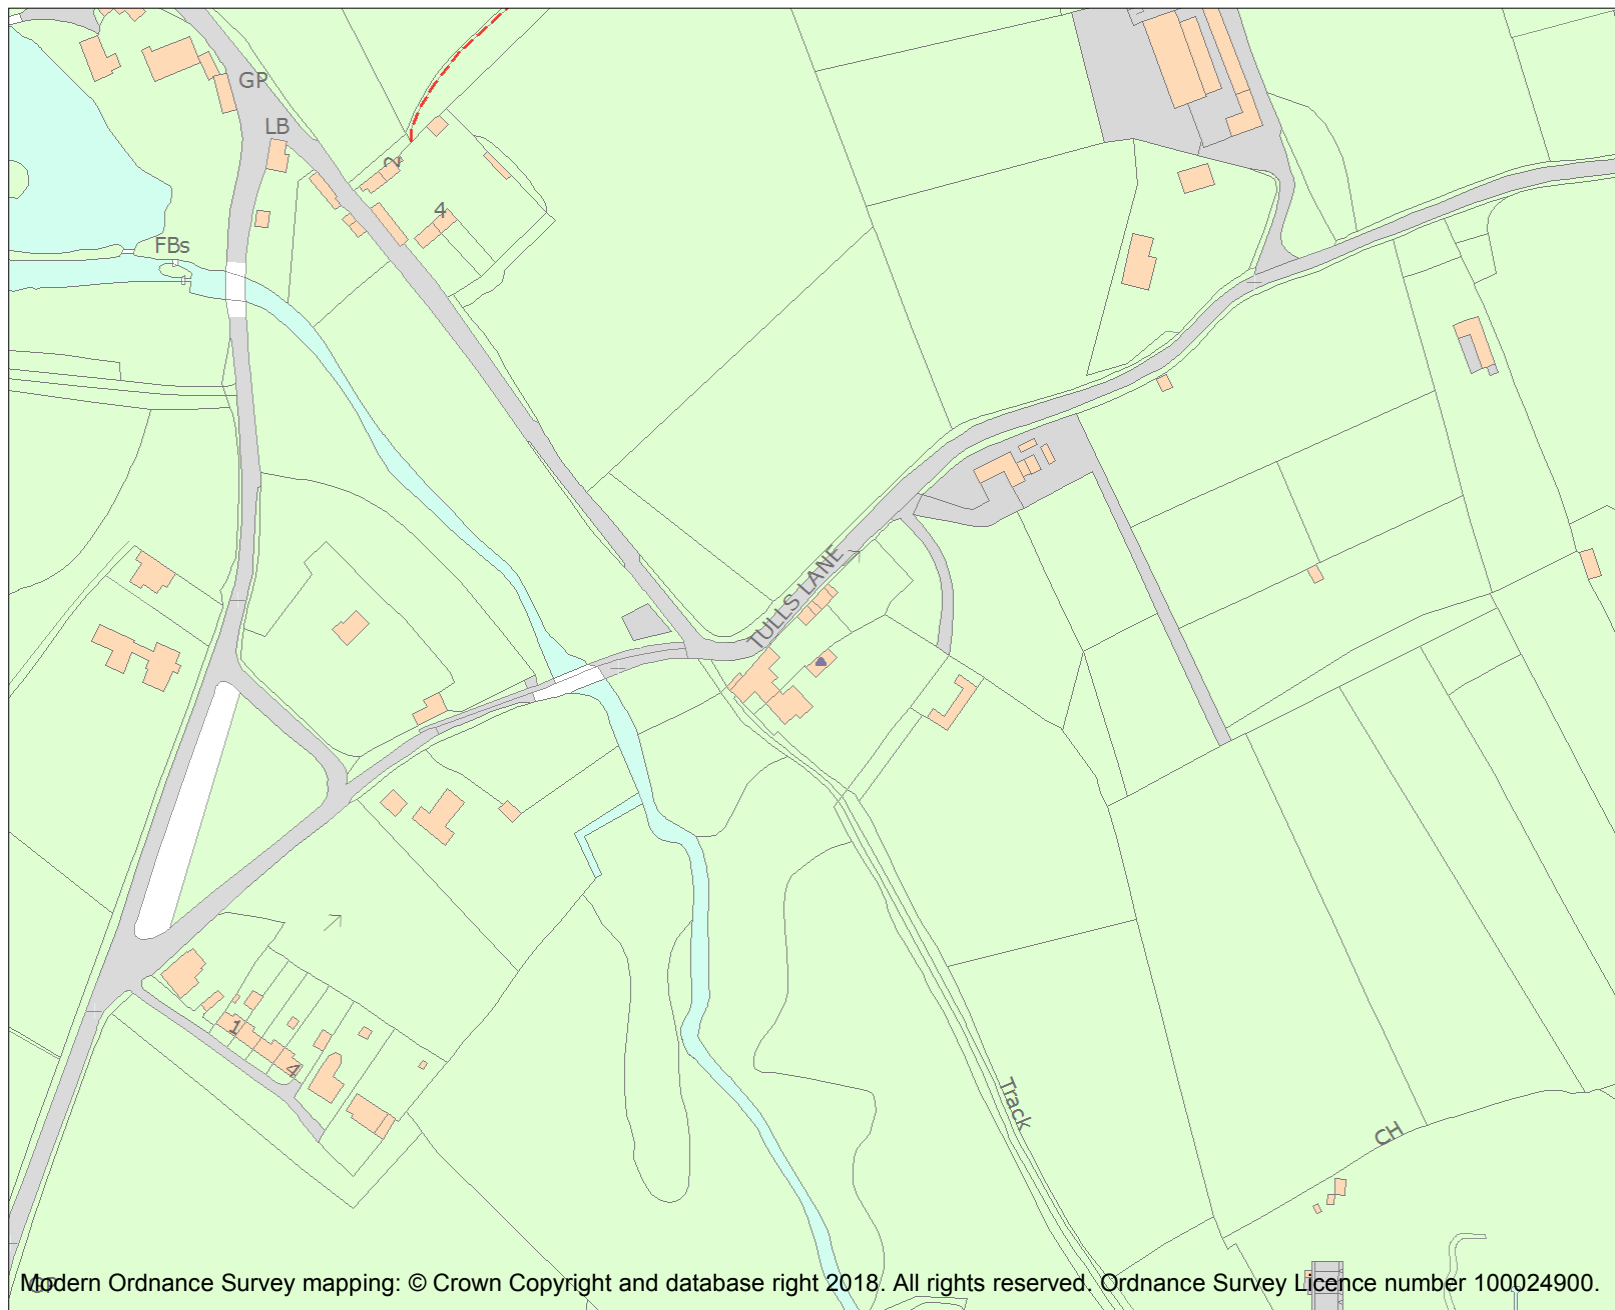 GP
LB
2
4
FBs
TULLS LANE
1
4
Track
CH
GP
Modern Ordnance Survey mapping: © Crown Copyright and database right 2018. All rights reserved. Ordnance Survey Licence number 100024900.